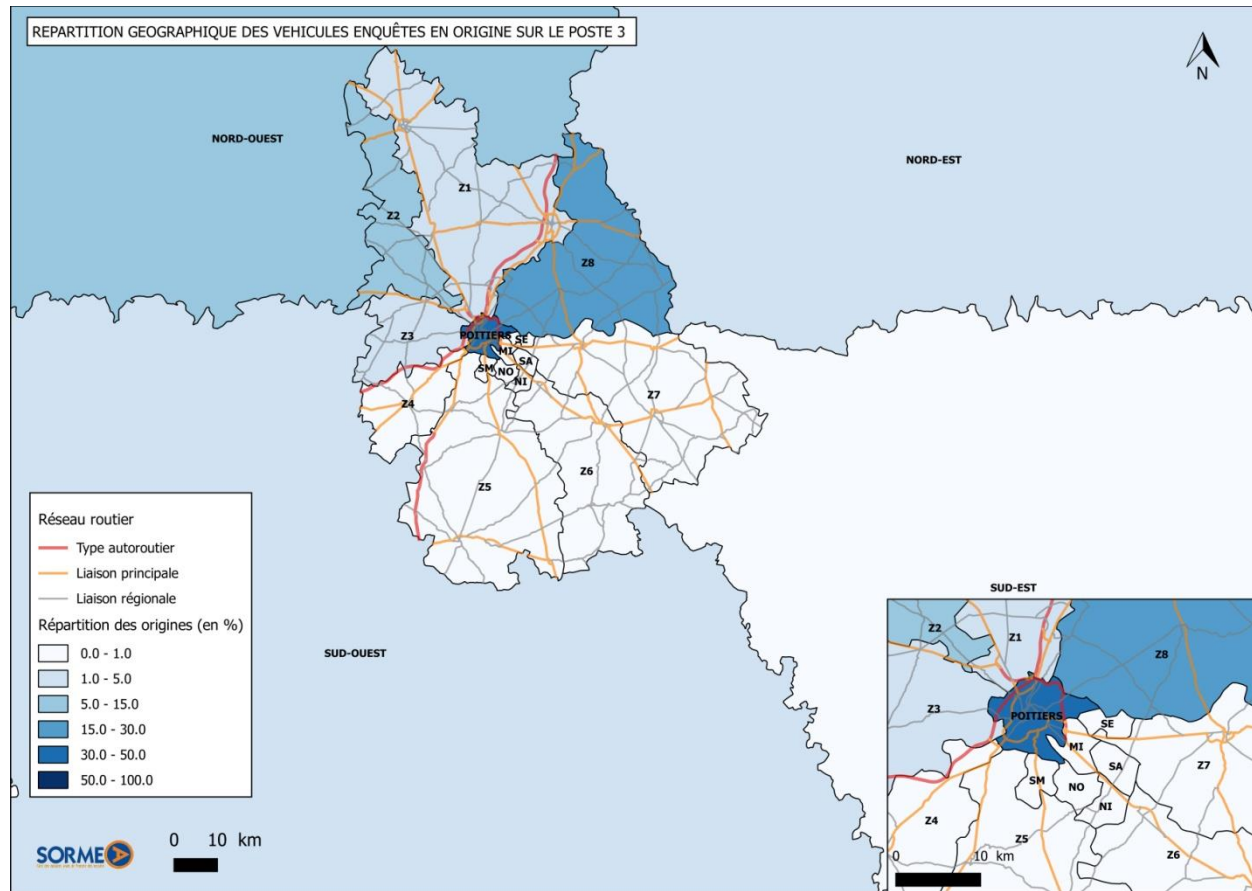 REPARTITION GEOGRAPHIQUE DES VEHICULES ENQUÊTES EN ORIGINE SUR LE POSTE 3
N
NORD-OUEST
NORD-EST
Z1
Z2
Z8
Z3
POITIERS
SE
MI
SA
SM
NO
NI
Z4
Z7
Z5
Z6
SUD-OUEST
SUD-EST
Réseau routier
Type autoroutier
Liaison principale
Liaison régionale
Répartition des origines (en %)
0.0 - 1.0
1.0 - 5.0
5.0 - 15.0
15.0 - 30.0
30.0 - 50.0
50.0 - 100.0
SORMEA
0 10 km
Z2
Z1
Z8
Z3
POITIERS
SE
MI
SA
Z7
SM
NO
NI
Z4
Z5
Z6
0 10 km